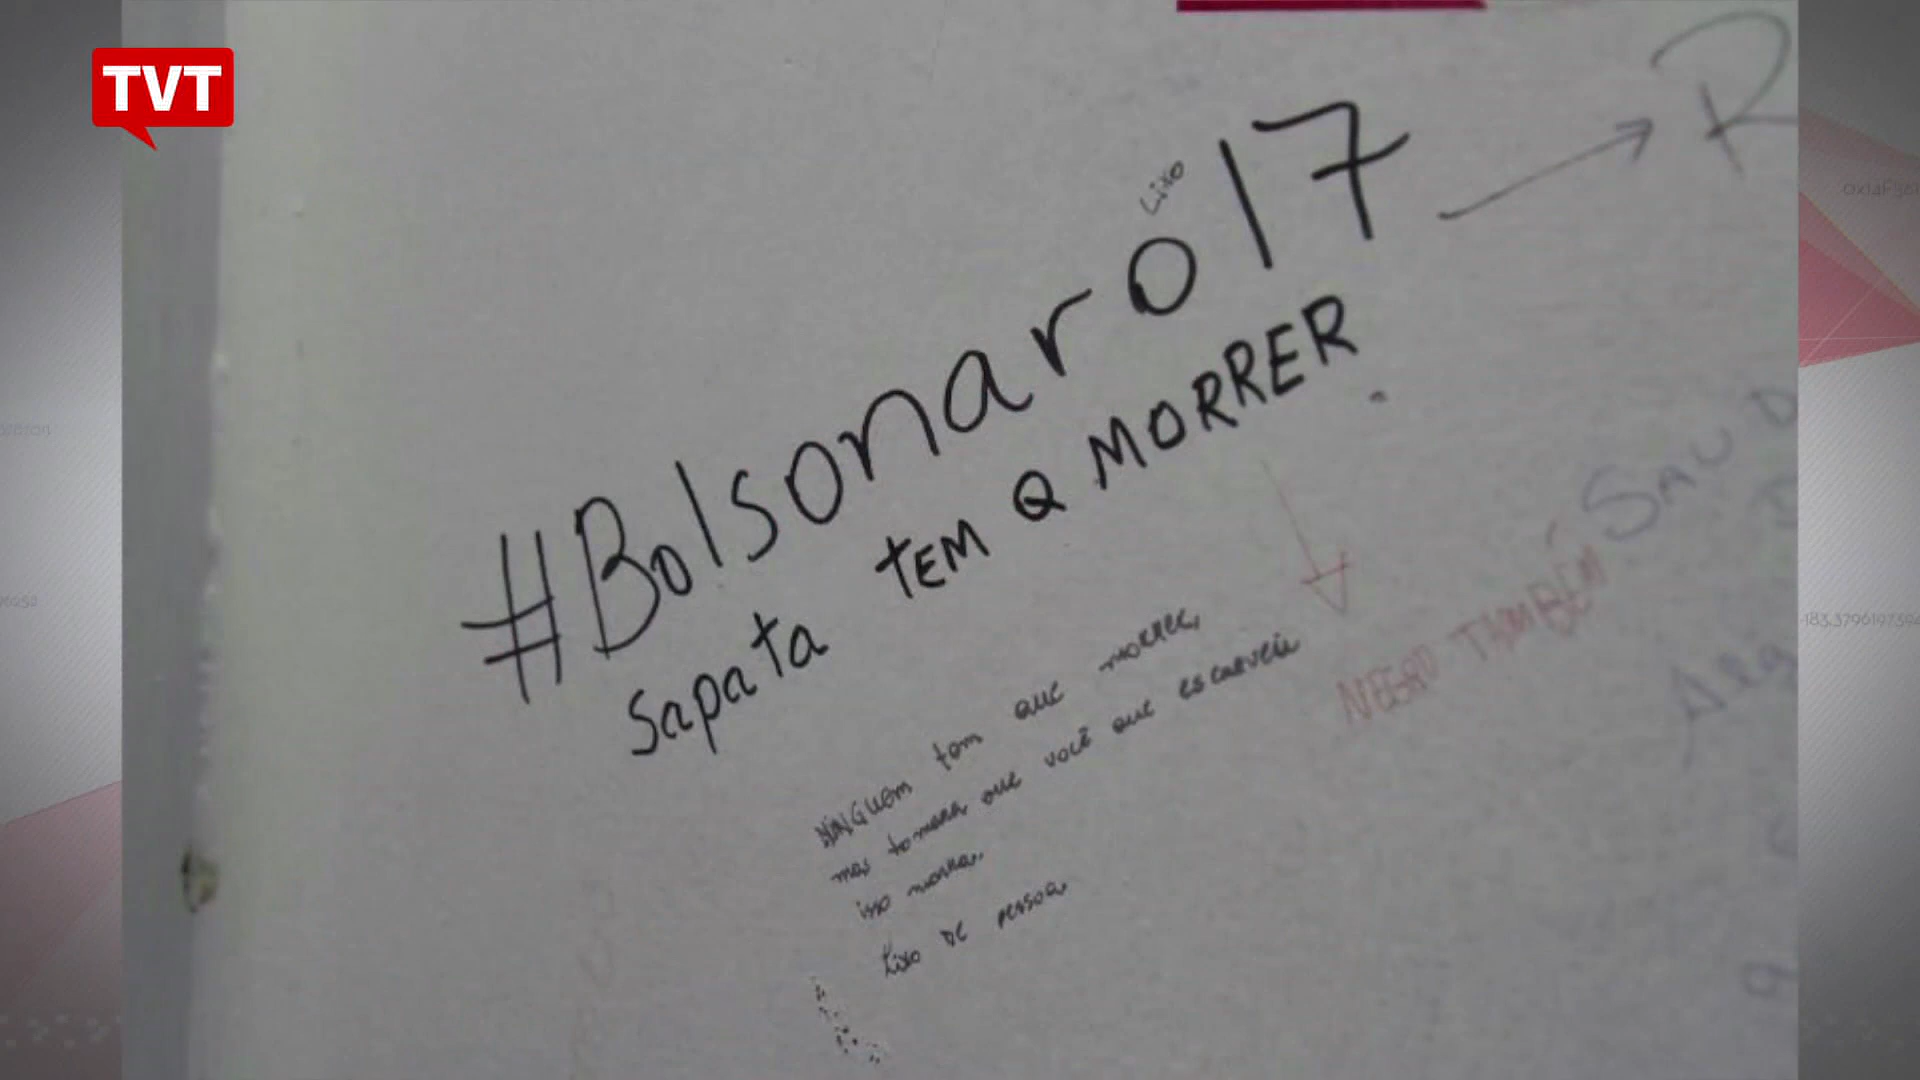 TVT
Lixo
#Bolsonaro17
R
Sapata tEM Q MORRER
NEGRO TAMBÉM
NINGUEM tem que morrer,
mas tomara que você que escreveu
isso morra.
Lixo DE pessoa